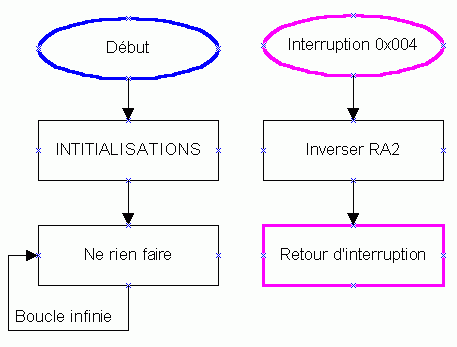 Début
INTITIALISATIONS
Ne rien faire
Boucle infinie
Interruption 0x004
Inverser RA2
Retour d'interruption